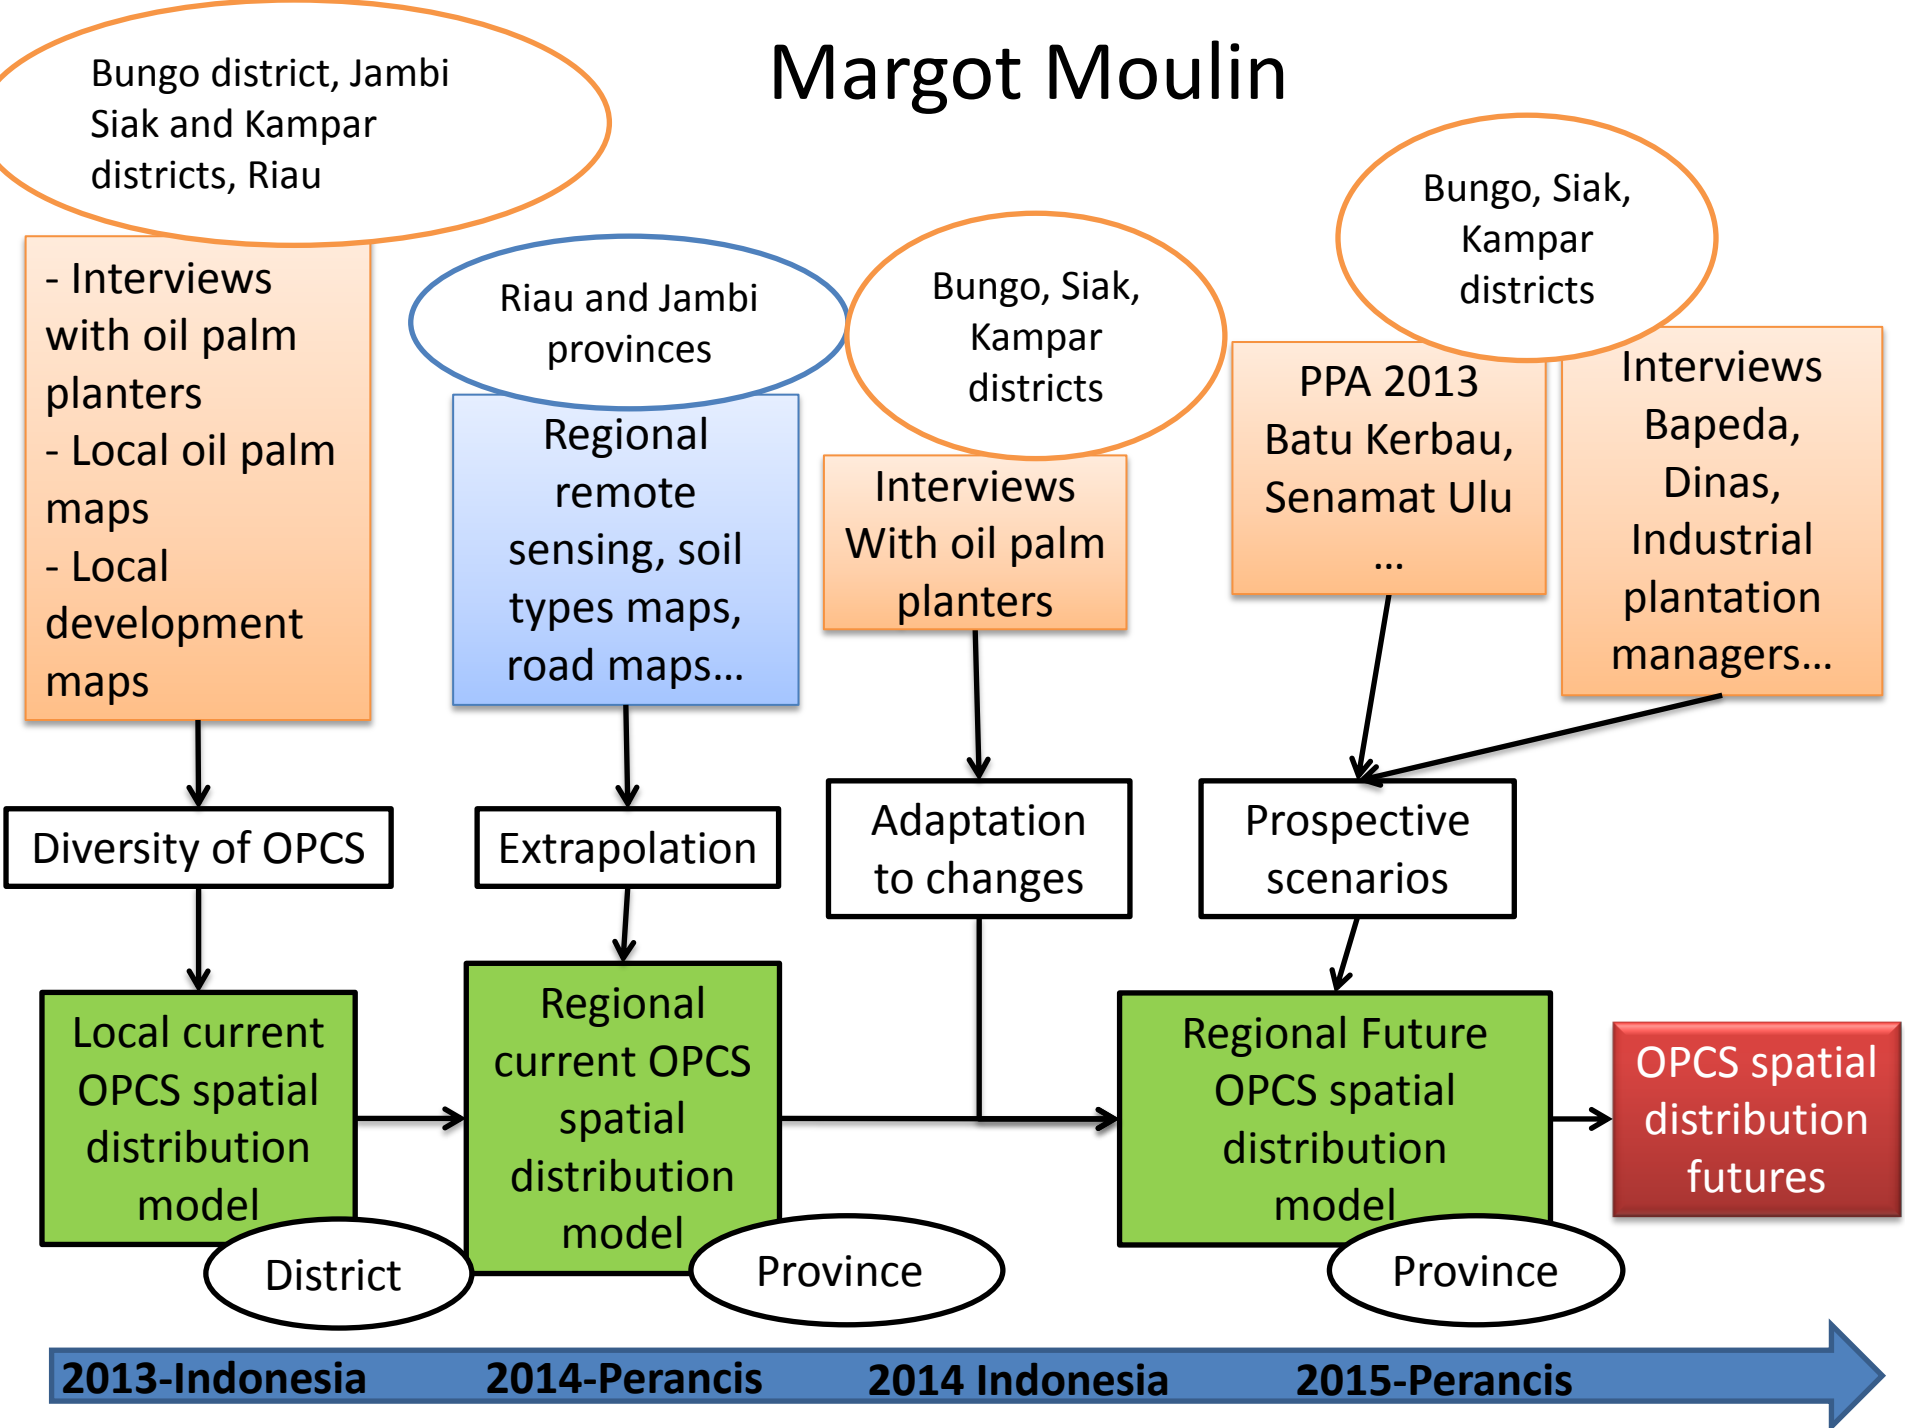 Margot Moulin
Bungo district, Jambi
Siak and Kampar
districts, Riau
- Interviews
with oil palm
planters
- Local oil palm
maps
- Local
development
maps
Riau and Jambi
provinces
Regional
remote
sensing, soil
types maps,
road maps...
Bungo, Siak,
Kampar
districts
Interviews
With oil palm
planters
Bungo, Siak,
Kampar
districts
PPA 2013
Batu Kerbau,
Senamat Ulu
...
Interviews
Bapeda,
Dinas,
Industrial
plantation
managers...
Diversity of OPCS
Extrapolation
Adaptation
to changes
Prospective
scenarios
Local current
OPCS spatial
distribution
model
District
Regional
current OPCS
spatial
distribution
model
Province
Regional Future
OPCS spatial
distribution
model
Province
OPCS spatial
distribution
futures
2013-Indonesia
2014-Perancis
2014 Indonesia
2015-Perancis